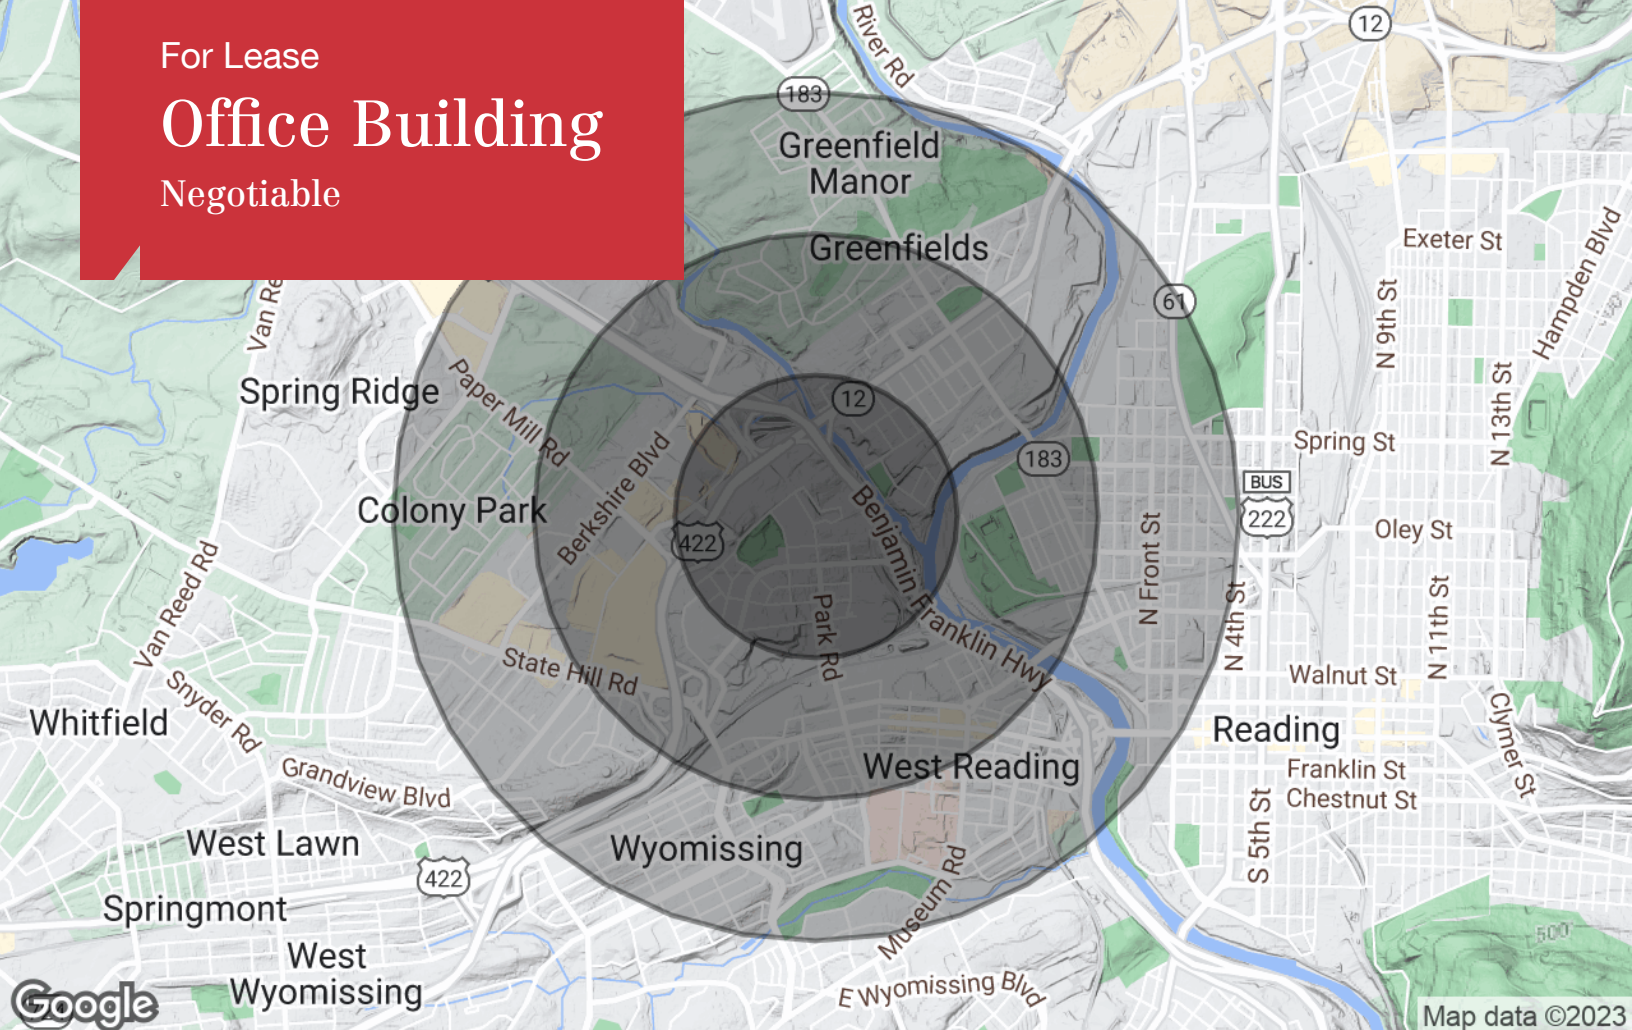 For Lease
Office Building
Negotiable
River Rd
12
183
Greenfield
Manor
Greenfields
Exeter St
Hampden Blvd
Van Re
61
N 9th St
Paper Mill Rd
Spring Ridge
12
N 13th St
Spring St
183
Berkshire Blvd
BUS
222
Colony Park
Benjamin Franklin Hwy
422
Oley St
N Front St
Van Reed Rd
N 4th St
N 11th St
Park Rd
State Hill Rd
Walnut St
Snyder Rd
Whitfield
Clymer St
Reading
West Reading
Franklin St
Grandview Blvd
Chestnut St
S 5th St
West Lawn
Wyomissing
422
Museum Rd
Springmont
500'
West
Wyomissing
E Wyomissing Blvd
Google
724
Map data ©2023